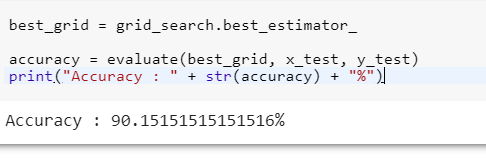 best_grid = grid_search.best_estimator_
accuracy = evaluate(best_grid, x_test, y_test)
print("Accuracy : " + str(accuracy) + "%")
Accuracy : 90.15151515151516%